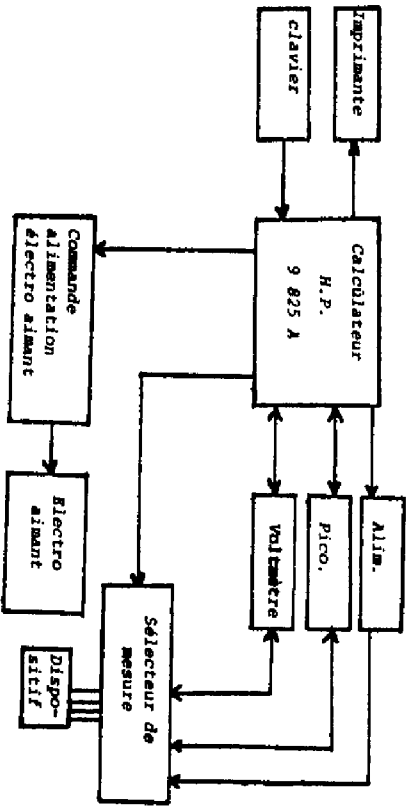 Imprimante
clavier
Calculateur
H.P.
9 825 A
Alim.
Pico.
Voltmètre
Commande
alimentation
électro aimant
Electro
aimant
Sélecteur de
mesure
Dispo-
sitif